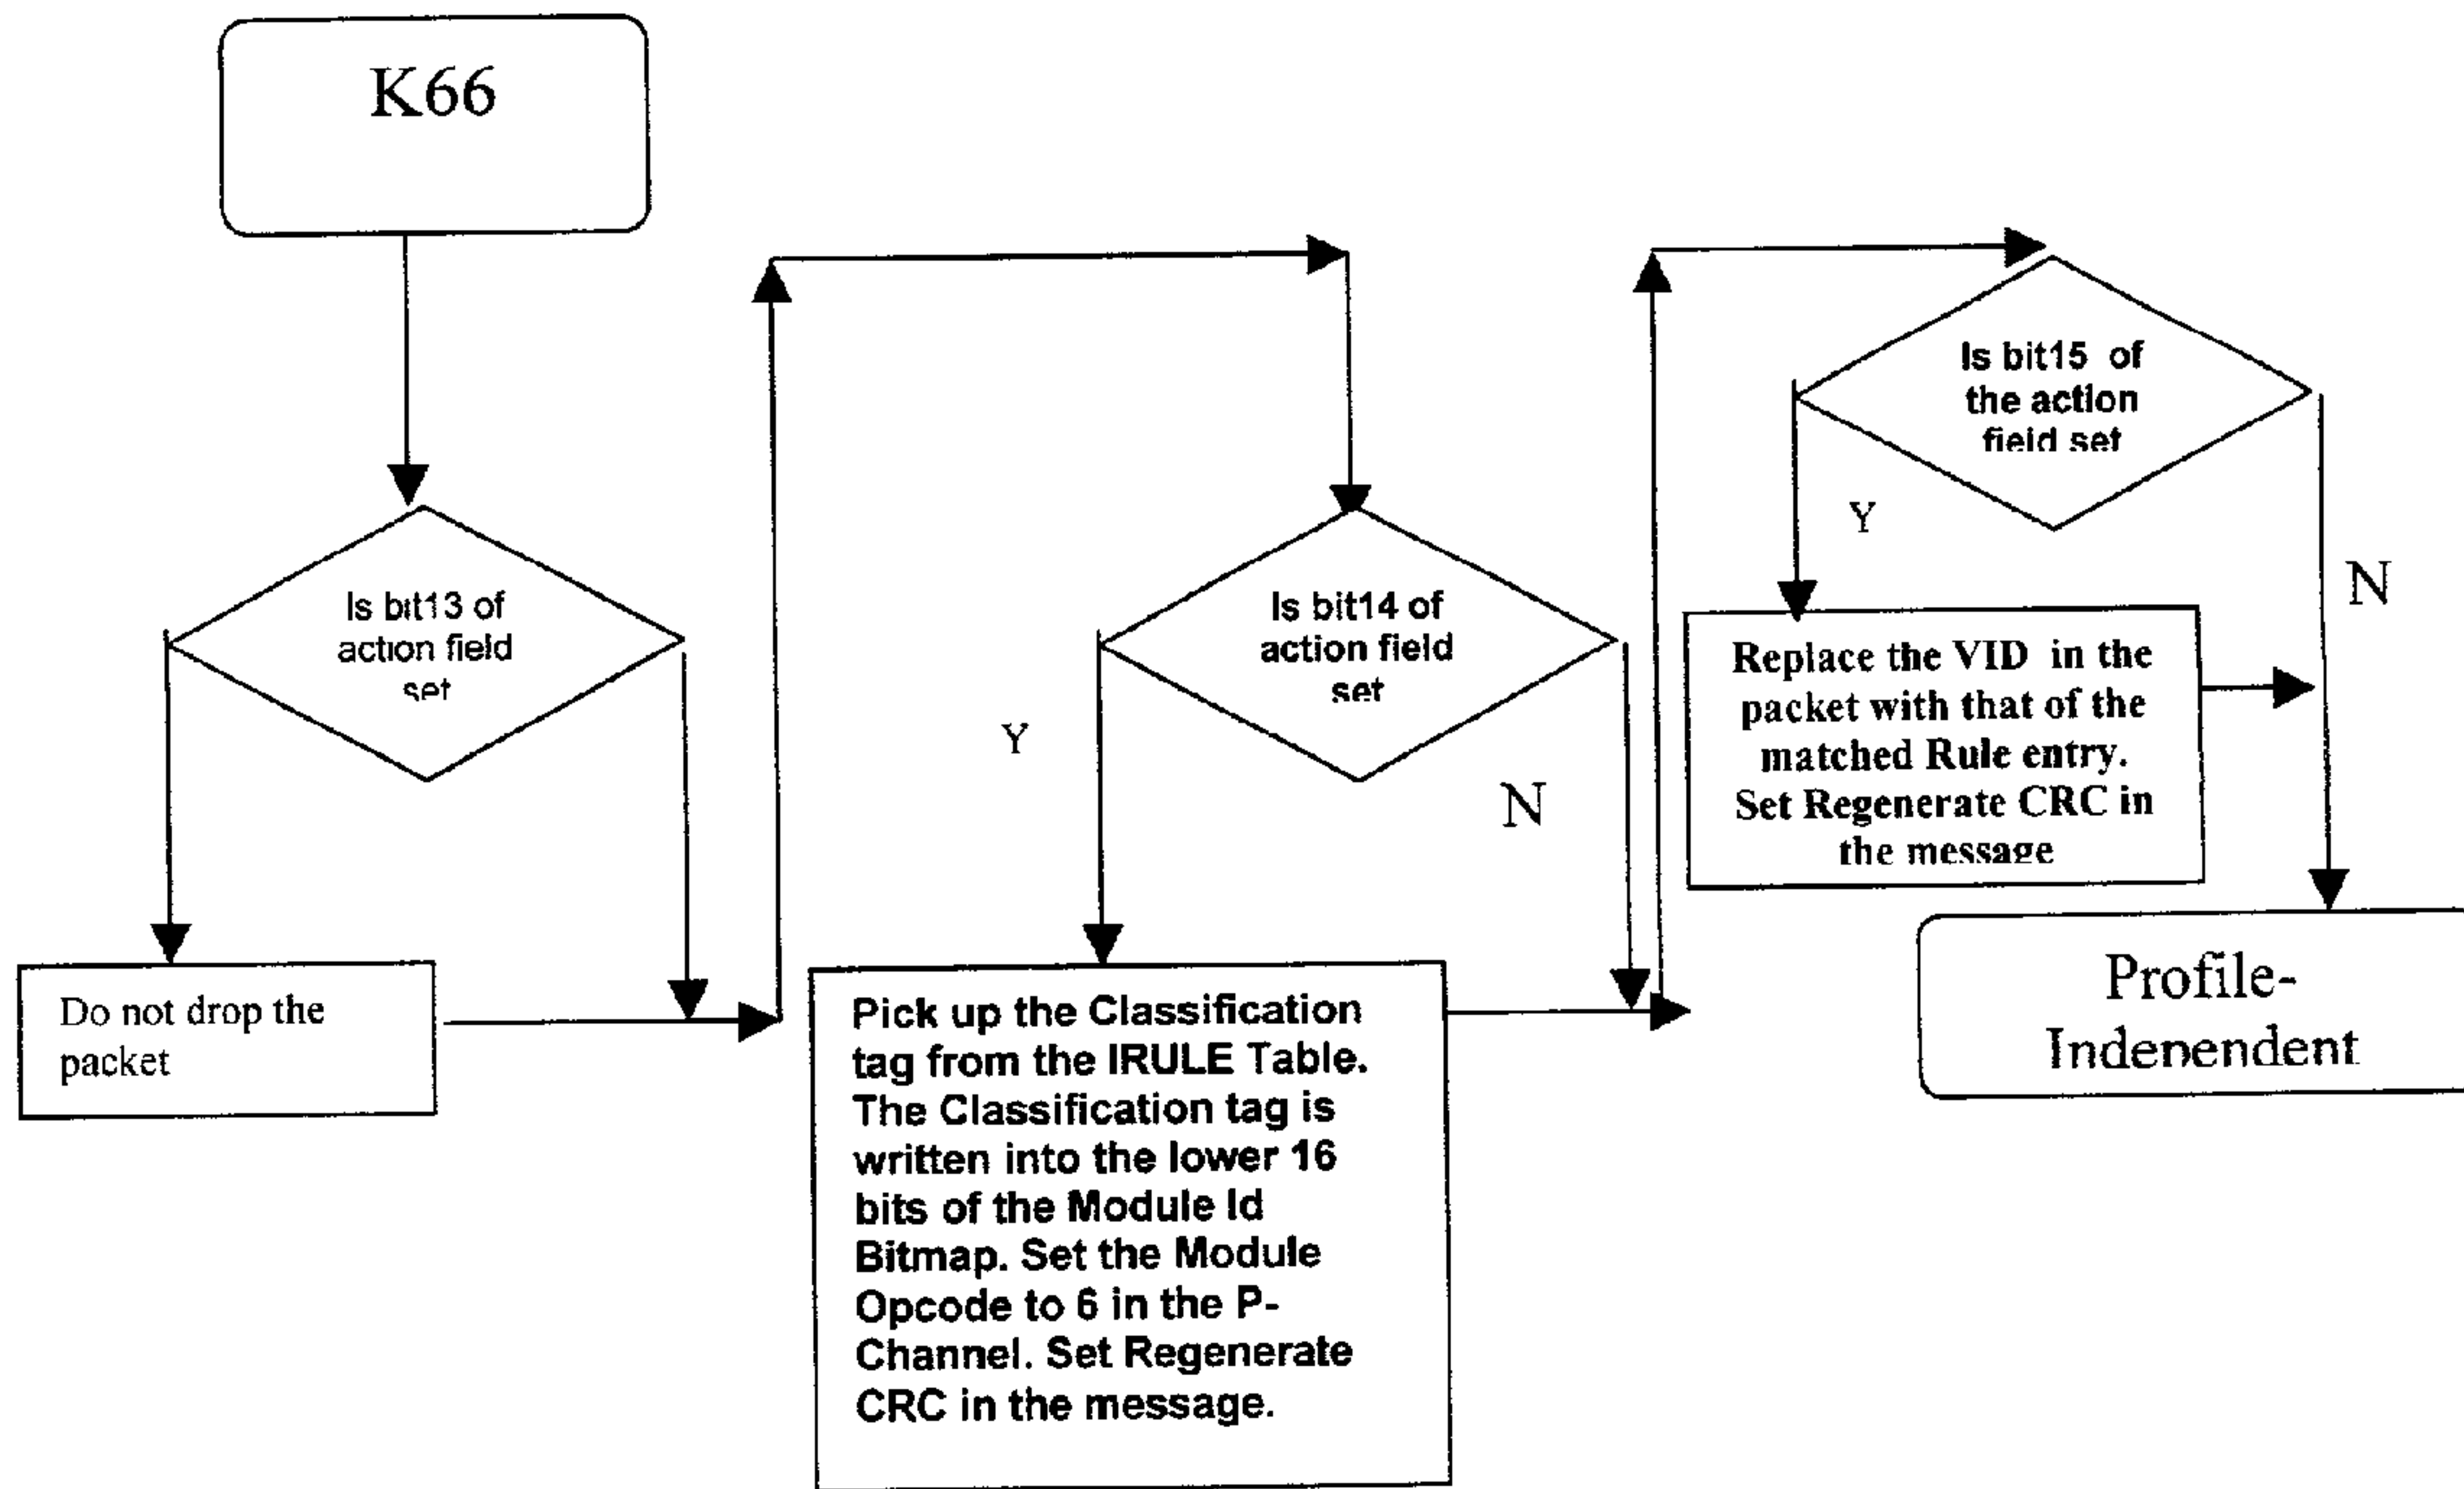 K66
Is bit13 of
action field
set
Do not drop the
packet
Is bit14 of
action field
set
Y
N
Pick up the Classification
tag from the IRULE Table.
The Classification tag is
written into the lower 16
bits of the Module Id
Bitmap. Set the Module
Opcode to 6 in the P-
Channel. Set Regenerate
CRC in the message.
Is bit15 of
the action
field set
Y
N
Replace the VID in the
packet with that of the
matched Rule entry.
Set Regenerate CRC in
the message
Profile-
Independent